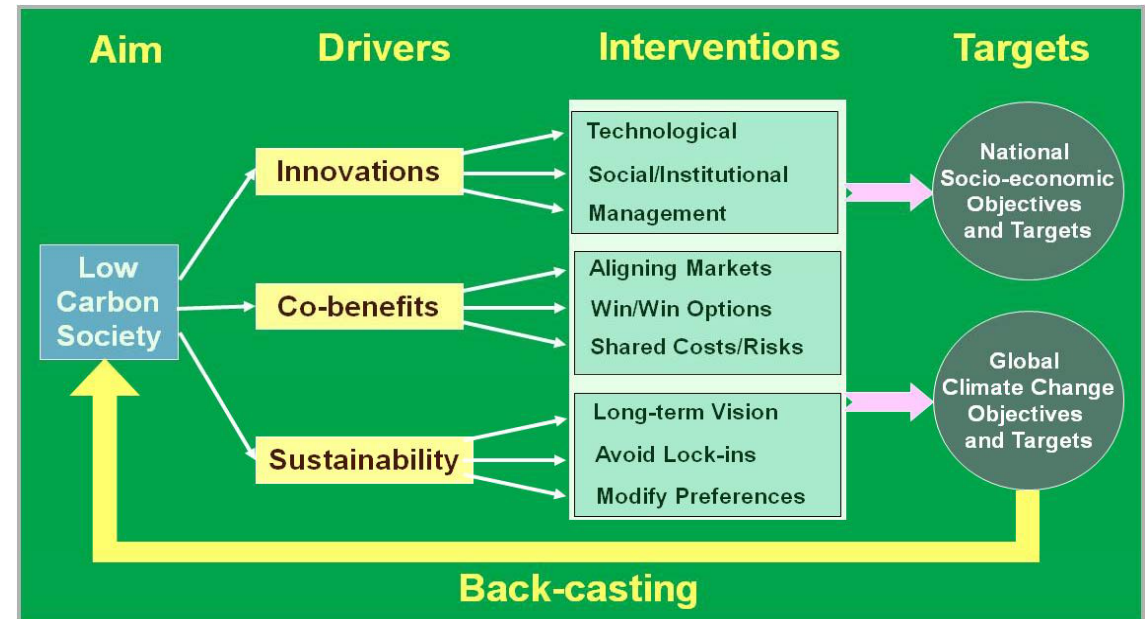 Aim
Drivers
Interventions
Targets
Low
Carbon
Society
Innovations
Co-benefits
Sustainability
Technological
Social/Institutional
Management
Aligning Markets
Win/Win Options
Shared Costs/Risks
Long-term Vision
Avoid Lock-ins
Modify Preferences
National
Socio-economic
Objectives
and Targets
Global
Climate Change
Objectives
and Targets
Back-casting